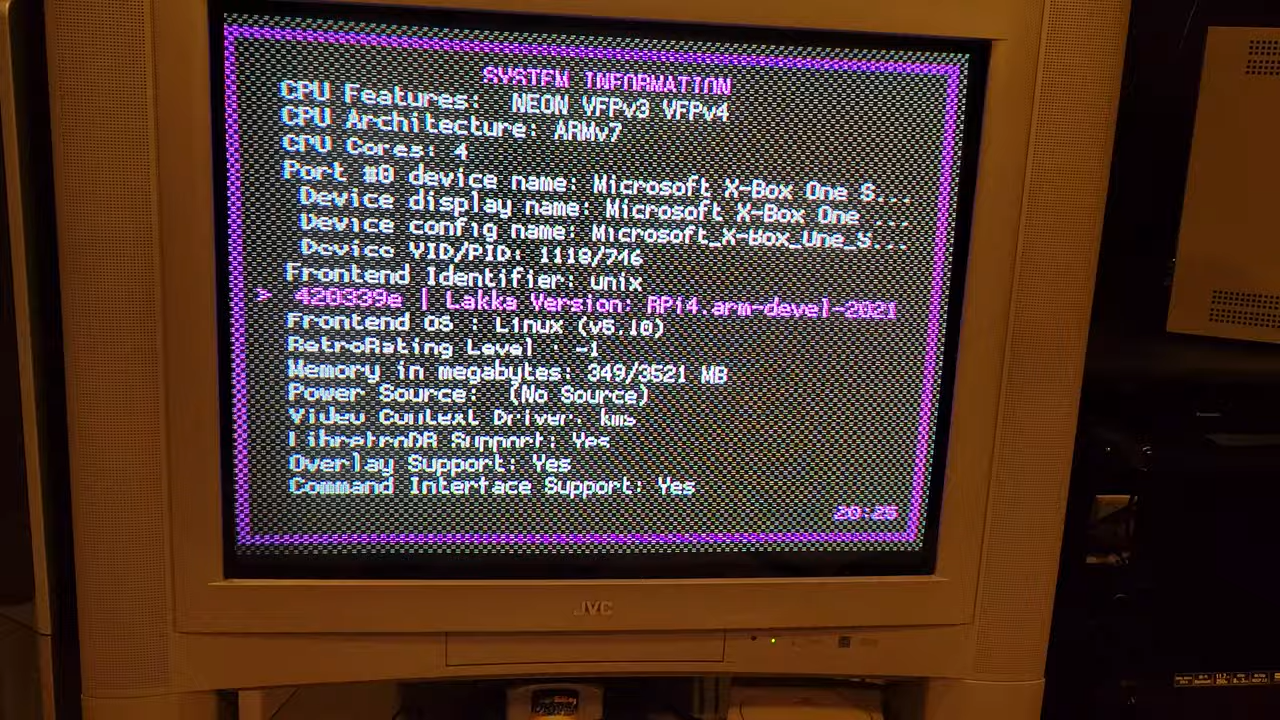 SYSTEM INFORMATION
CPU Features: NEON VFPv3 VFPv4
CPU Architecture: ARMv7
CPU Cores: 4
Port #0 device name: Microsoft X-Box One S...
Device display name: Microsoft X-Box One ...
Device config name: Microsoft_X-Box_One_S...
Device VID/PID: 1118/746
Frontend Identifier: unix
> 420339e | Lakka Version: RPi4.arm-devel-2021
Frontend OS : Linux (v5.10)
RetroRating Level : -1
Memory in megabytes: 349/3521 MB
Power Source: (No Source)
Video Context Driver: kms
LibretroDB Support: Yes
Overlay Support: Yes
Command Interface Support: Yes
20:25
JVC